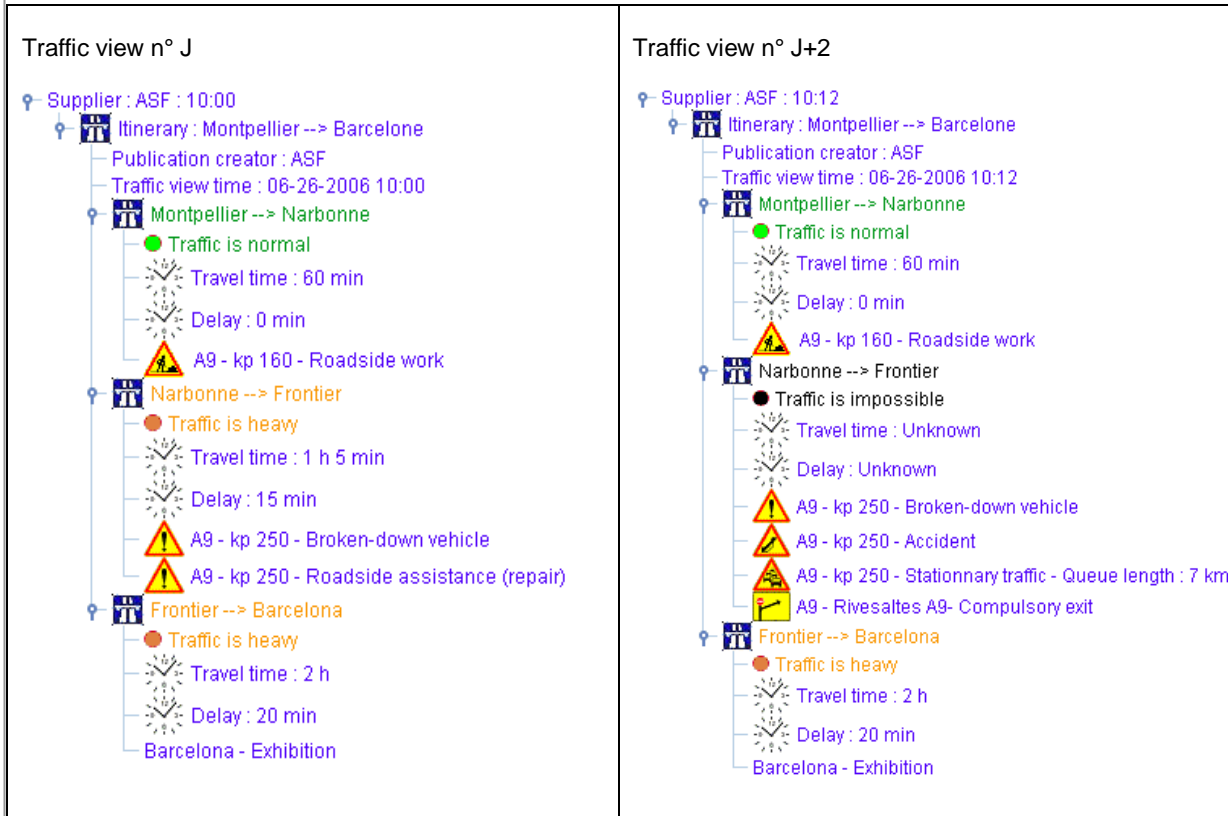 Traffic view n° J
Supplier : ASF : 10:00
Itinerary : Montpellier --> Barcelone
Publication creator : ASF
Traffic view time : 06-26-2006 10:00
Montpellier --> Narbonne
Traffic is normal
Travel time : 60 min
Delay : 0 min
A9 - kp 160 - Roadside work
Narbonne --> Frontier
Traffic is heavy
Travel time : 1 h 5 min
Delay : 15 min
A9 - kp 250 - Broken-down vehicle
A9 - kp 250 - Roadside assistance (repair)
Frontier --> Barcelona
Traffic is heavy
Travel time : 2 h
Delay : 20 min
Barcelona - Exhibition
Traffic view n° J+2
Supplier : ASF : 10:12
Itinerary : Montpellier --> Barcelone
Publication creator : ASF
Traffic view time : 06-26-2006 10:12
Montpellier --> Narbonne
Traffic is normal
Travel time : 60 min
Delay : 0 min
A9 - kp 160 - Roadside work
Narbonne --> Frontier
Traffic is impossible
Travel time : Unknown
Delay : Unknown
A9 - kp 250 - Broken-down vehicle
A9 - kp 250 - Accident
A9 - kp 250 - Stationnary traffic - Queue length : 7 km
A9 - Rivesaltes A9- Compulsory exit
Frontier --> Barcelona
Traffic is heavy
Travel time : 2 h
Delay : 20 min
Barcelona - Exhibition